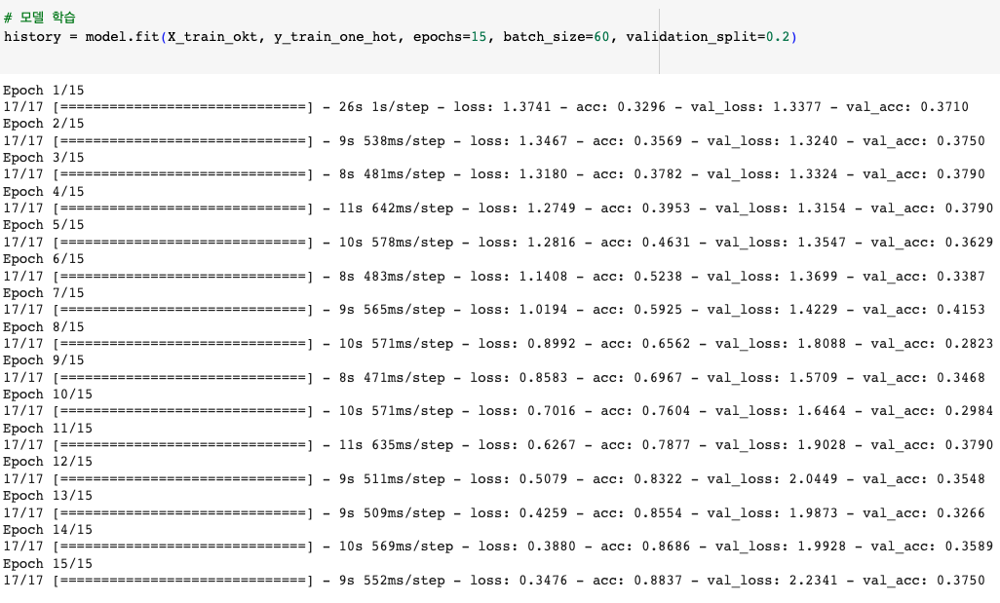 # 모델 학습
history = model.fit(X_train_okt, y_train_one_hot, epochs=15, batch_size=60, validation_split=0.2)
Epoch 1/15
17/17 [==============================] - 26s 1s/step - loss: 1.3741 - acc: 0.3296 - val_loss: 1.3377 - val_acc: 0.3710
Epoch 2/15
17/17 [==============================] - 9s 538ms/step - loss: 1.3467 - acc: 0.3569 - val_loss: 1.3240 - val_acc: 0.3750
Epoch 3/15
17/17 [==============================] - 8s 481ms/step - loss: 1.3180 - acc: 0.3782 - val_loss: 1.3324 - val_acc: 0.3790
Epoch 4/15
17/17 [==============================] - 11s 642ms/step - loss: 1.2749 - acc: 0.3953 - val_loss: 1.3154 - val_acc: 0.3790
Epoch 5/15
17/17 [==============================] - 10s 578ms/step - loss: 1.2816 - acc: 0.4631 - val_loss: 1.3547 - val_acc: 0.3629
Epoch 6/15
17/17 [==============================] - 8s 483ms/step - loss: 1.1408 - acc: 0.5238 - val_loss: 1.3699 - val_acc: 0.3387
Epoch 7/15
17/17 [==============================] - 9s 565ms/step - loss: 1.0194 - acc: 0.5925 - val_loss: 1.4229 - val_acc: 0.4153
Epoch 8/15
17/17 [==============================] - 10s 571ms/step - loss: 0.8992 - acc: 0.6562 - val_loss: 1.8088 - val_acc: 0.2823
Epoch 9/15
17/17 [==============================] - 8s 471ms/step - loss: 0.8583 - acc: 0.6967 - val_loss: 1.5709 - val_acc: 0.3468
Epoch 10/15
17/17 [==============================] - 10s 571ms/step - loss: 0.7016 - acc: 0.7604 - val_loss: 1.6464 - val_acc: 0.2984
Epoch 11/15
17/17 [==============================] - 11s 635ms/step - loss: 0.6267 - acc: 0.7877 - val_loss: 1.9028 - val_acc: 0.3790
Epoch 12/15
17/17 [==============================] - 9s 511ms/step - loss: 0.5079 - acc: 0.8322 - val_loss: 2.0449 - val_acc: 0.3548
Epoch 13/15
17/17 [==============================] - 9s 509ms/step - loss: 0.4259 - acc: 0.8554 - val_loss: 1.9873 - val_acc: 0.3266
Epoch 14/15
17/17 [==============================] - 10s 569ms/step - loss: 0.3880 - acc: 0.8686 - val_loss: 1.9928 - val_acc: 0.3589
Epoch 15/15
17/17 [==============================] - 9s 552ms/step - loss: 0.3476 - acc: 0.8837 - val_loss: 2.2341 - val_acc: 0.3750